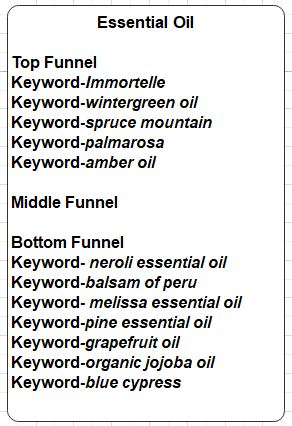 Essential Oil
Top Funnel
Keyword-Immortelle
Keyword-wintergreen oil
Keyword-spruce mountain
Keyword-palmarosa
Keyword-amber oil
Middle Funnel
Bottom Funnel
Keyword- neroli essential oil
Keyword-balsam of peru
Keyword- melissa essential oil
Keyword-pine essential oil
Keyword-grapefruit oil
Keyword-organic jojoba oil
Keyword-blue cypress